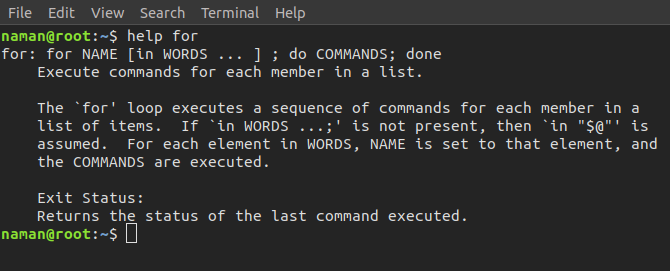 File Edit View Search Terminal Help
naman@root:~$ help for
for: for NAME [in WORDS ... ] ; do COMMANDS; done
    Execute commands for each member in a list.

    The `for' loop executes a sequence of commands for each member in a
    list of items.  If `in WORDS ...;' is not present, then `in "$@"' is
    assumed.  For each element in WORDS, NAME is set to that element, and
    the COMMANDS are executed.

    Exit Status:
    Returns the status of the last command executed.
naman@root:~$